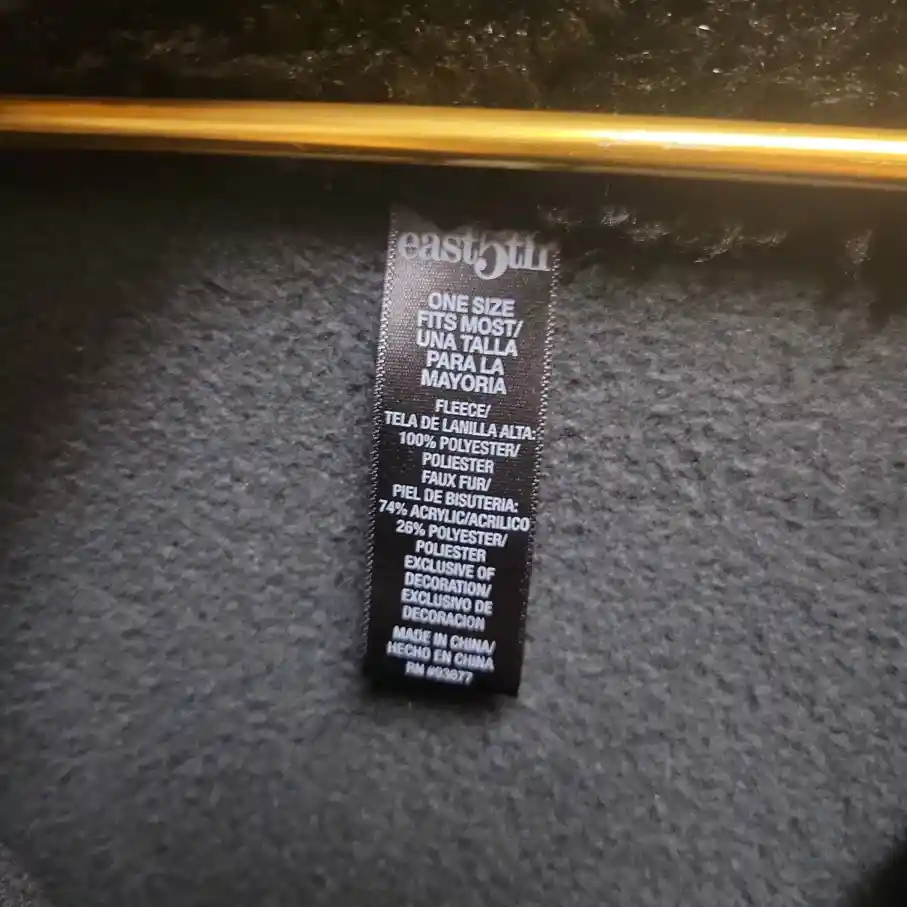 east5th
ONE SIZE
FITS MOST/
UNA TALLA
PARA LA
MAYORIA
FLEECE/
TELA DE LANILLA ALTA:
100% POLYESTER/
POLIESTER
FAUX FUR/
PIEL DE BISUTERIA:
74% ACRYLIC/ACRILICO
26% POLYESTER/
POLIESTER
EXCLUSIVE OF
DECORATION/
EXCLUSIVO DE
DECORACION
MADE IN CHINA/
HECHO EN CHINA
RN #93677